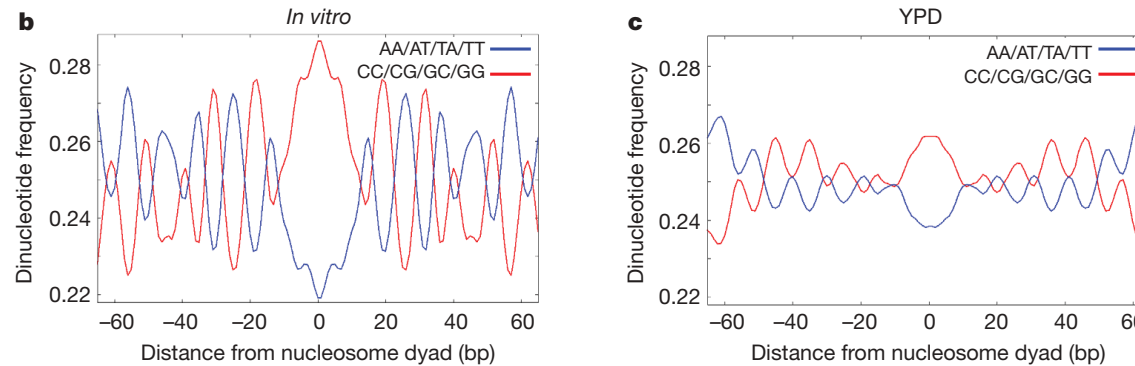 b
In vitro
AA/AT/TA/TT
CC/CG/GC/GG
Dinucleotide frequency
0.28
0.26
0.24
0.22
–60
–40
–20
0
20
40
60
Distance from nucleosome dyad (bp)
c
YPD
AA/AT/TA/TT
CC/CG/GC/GG
Dinucleotide frequency
0.28
0.26
0.24
0.22
–60
–40
–20
0
20
40
60
Distance from nucleosome dyad (bp)